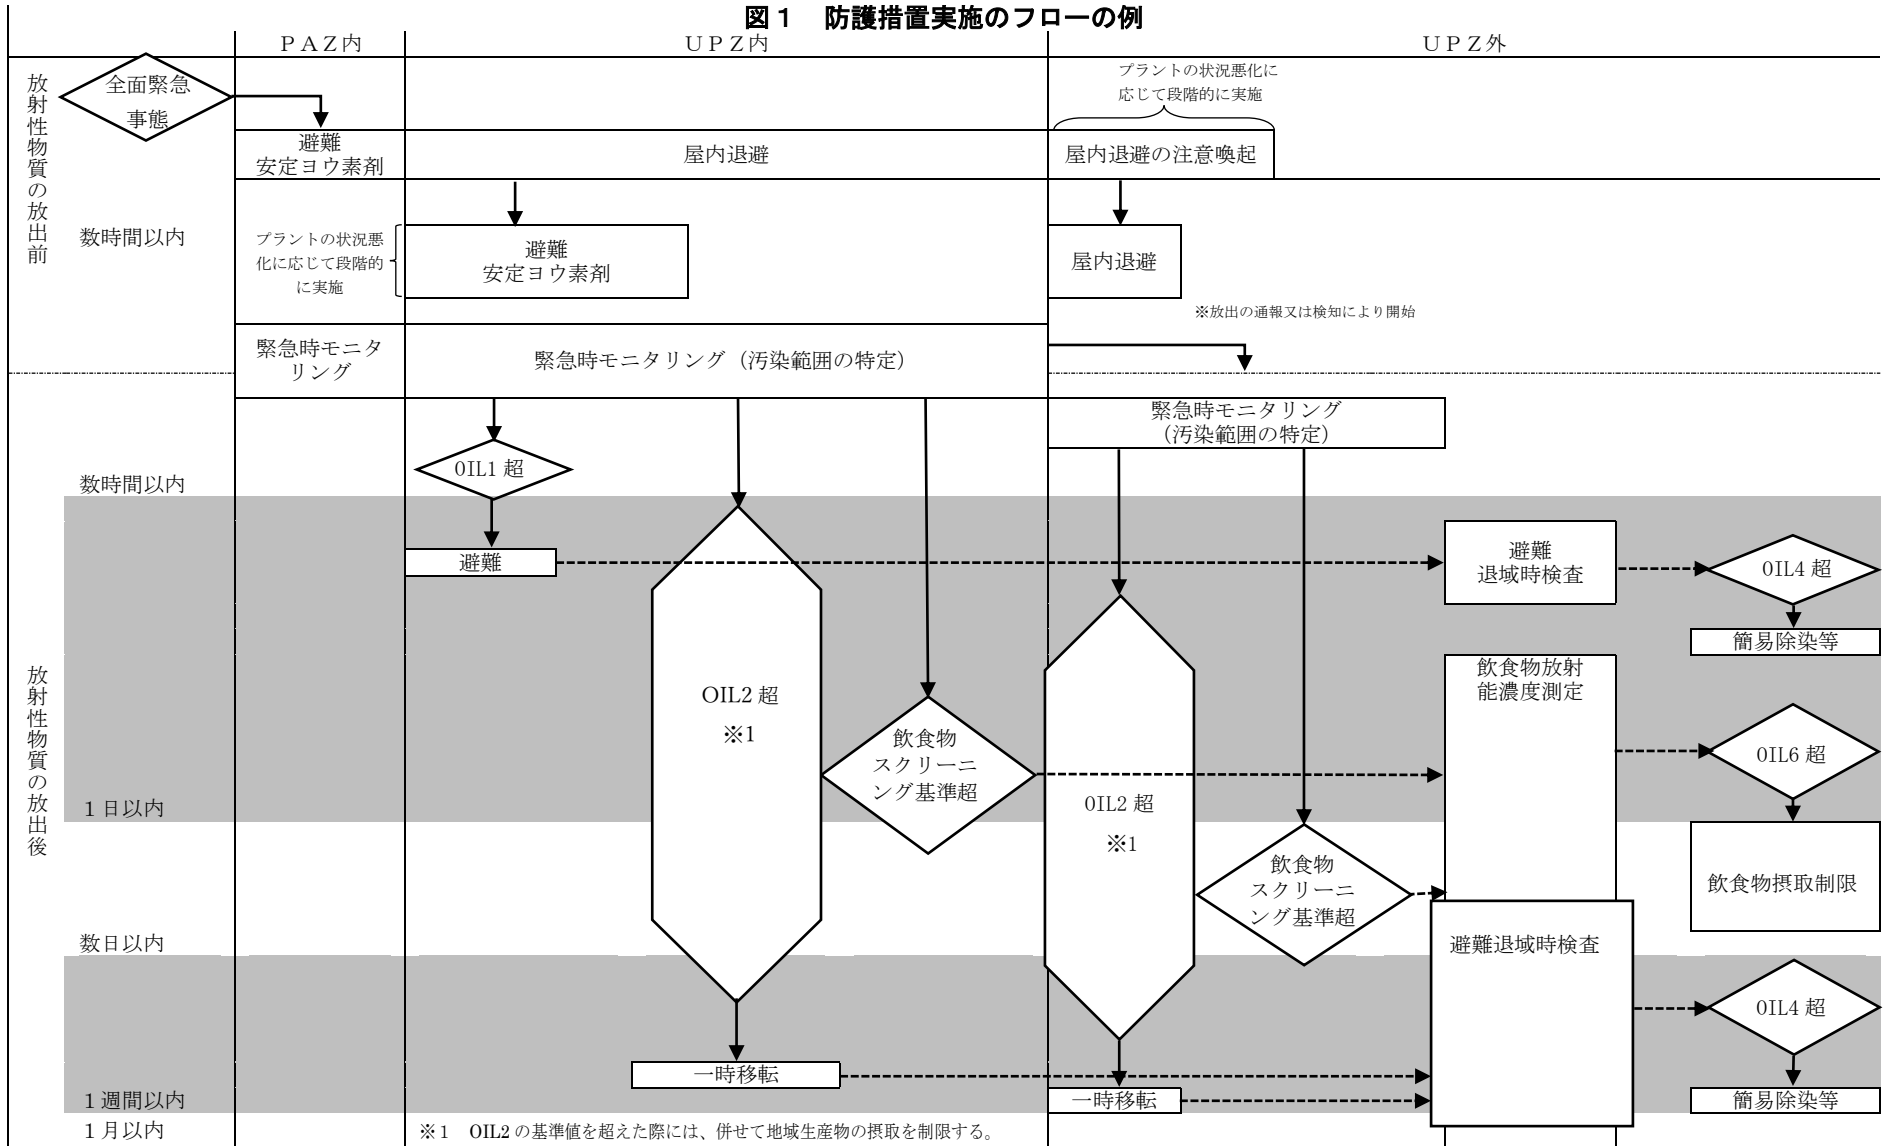 図１　防護措置実施のフローの例
ＰＡＺ内
ＵＰＺ内
ＵＰＺ外
放射性物質の放出前
全面緊急
事態
プラントの状況悪化に
応じて段階的に実施
避難
安定ヨウ素剤
屋内退避
屋内退避の注意喚起
数時間以内
プラントの状況悪
化に応じて段階的
に実施
避難
安定ヨウ素剤
屋内退避
※放出の通報又は検知により開始
緊急時モニタ
リング
緊急時モニタリング（汚染範囲の特定）
緊急時モニタリング
（汚染範囲の特定）
放射性物質の放出後
数時間以内
OIL1 超
避難
避難
退域時検査
OIL4 超
簡易除染等
OIL2 超
※1
飲食物
スクリーニ
ング基準超
飲食物放射
能濃度測定
OIL6 超
１日以内
OIL2 超
※1
飲食物
スクリーニ
ング基準超
飲食物摂取制限
数日以内
避難退域時検査
OIL4 超
一時移転
一時移転
簡易除染等
１週間以内
１月以内
※１　OIL2 の基準値を超えた際には、併せて地域生産物の摂取を制限する。